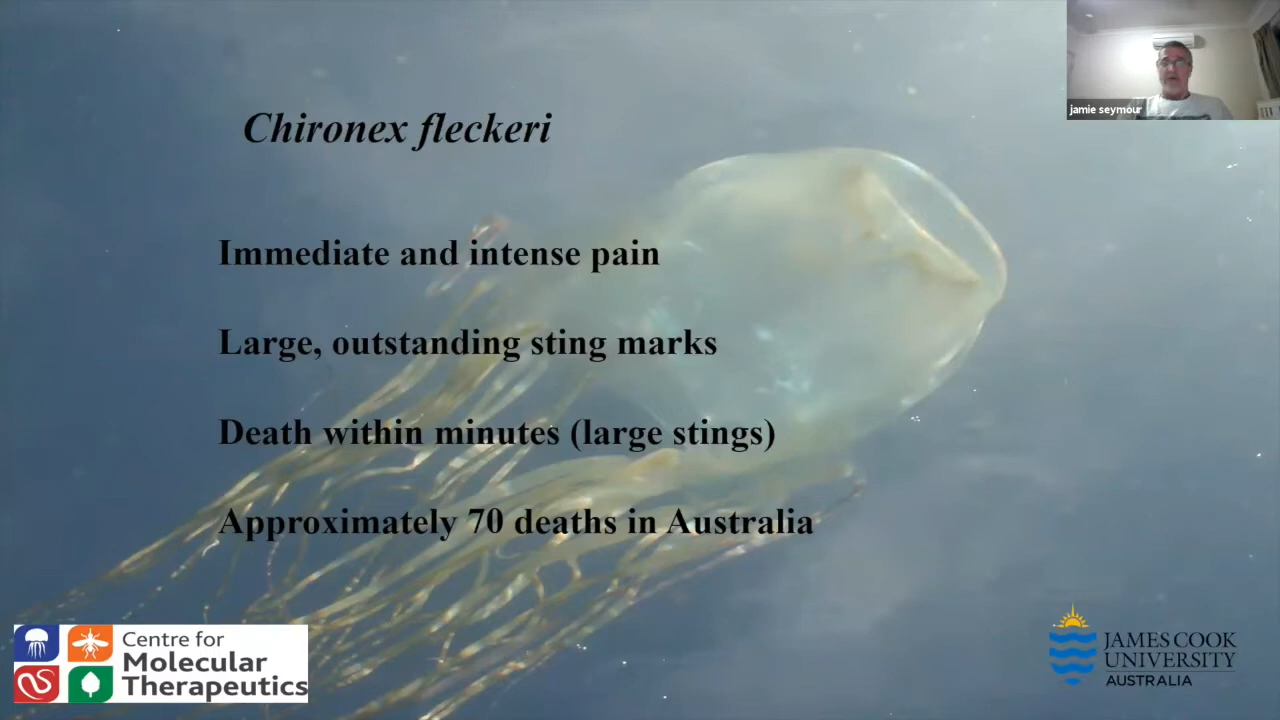 jamie seymour
Chironex fleckeri
Immediate and intense pain
Large, outstanding sting marks
Death within minutes (large stings)
Approximately 70 deaths in Australia
Centre for
Molecular
Therapeutics
JAMES COOK
UNIVERSITY
AUSTRALIA